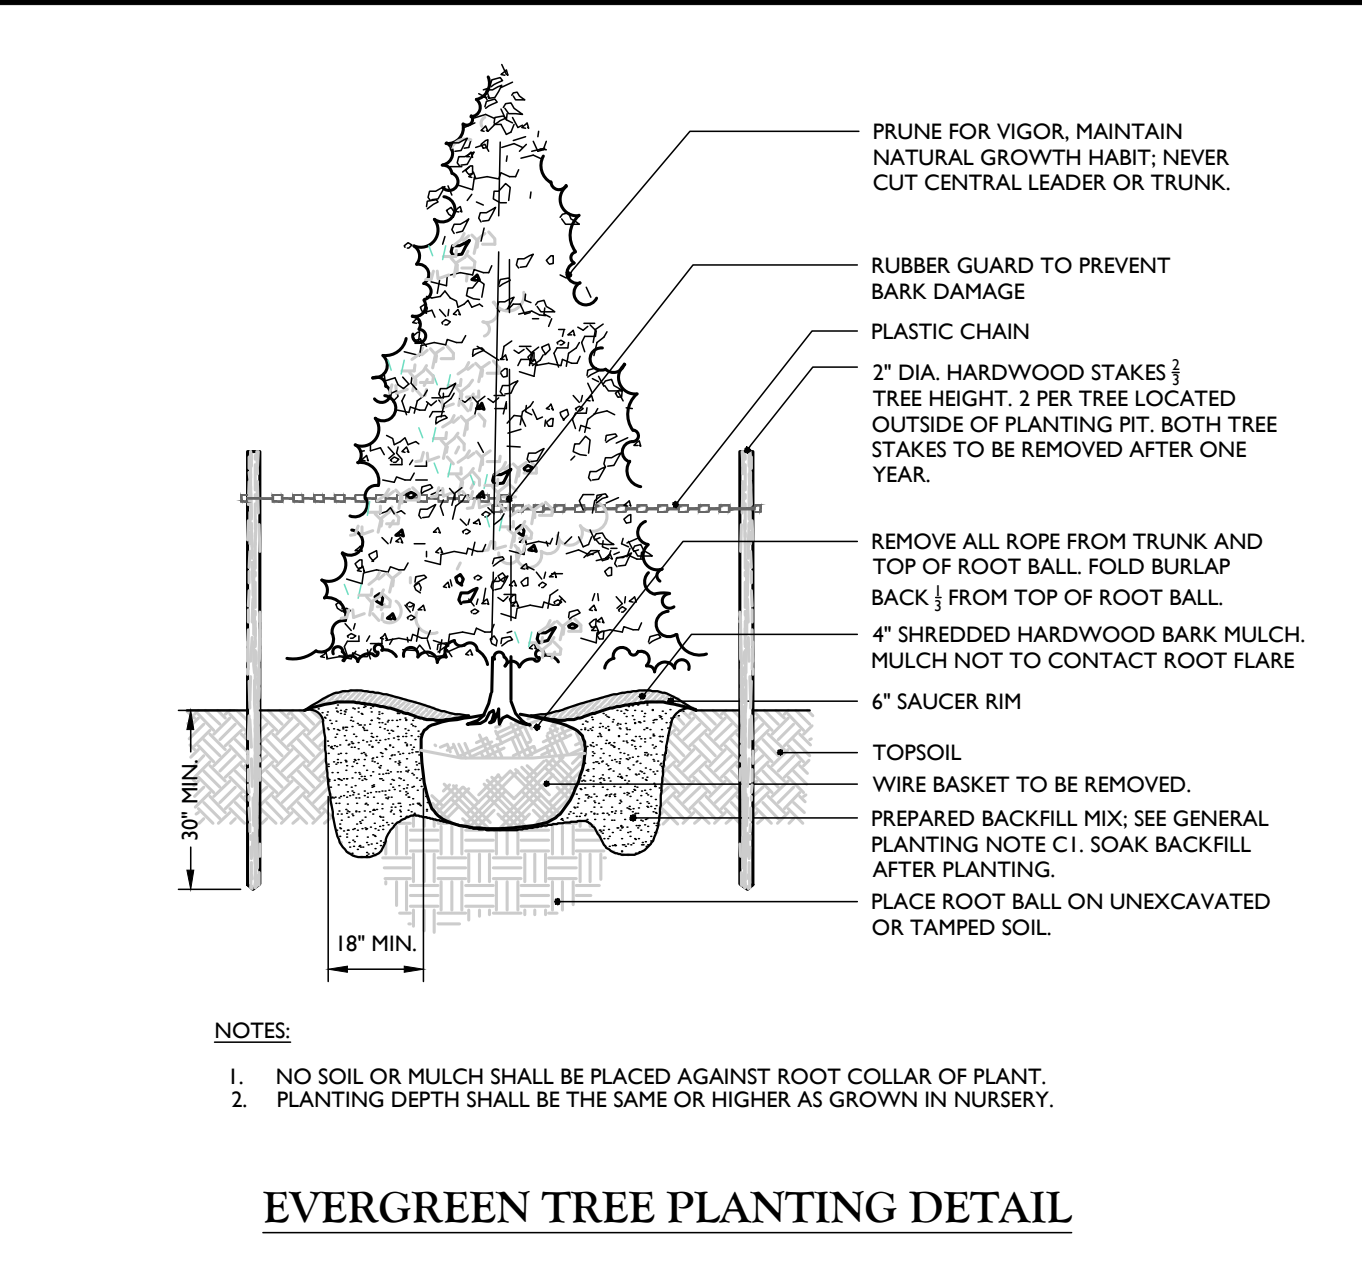 PRUNE FOR VIGOR, MAINTAIN
NATURAL GROWTH HABIT; NEVER
CUT CENTRAL LEADER OR TRUNK.
RUBBER GUARD TO PREVENT
BARK DAMAGE
PLASTIC CHAIN
2" DIA. HARDWOOD STAKES 2/3
TREE HEIGHT. 2 PER TREE LOCATED
OUTSIDE OF PLANTING PIT. BOTH TREE
STAKES TO BE REMOVED AFTER ONE
YEAR.
REMOVE ALL ROPE FROM TRUNK AND
TOP OF ROOT BALL. FOLD BURLAP
BACK 1/3 FROM TOP OF ROOT BALL.
4" SHREDDED HARDWOOD BARK MULCH.
MULCH NOT TO CONTACT ROOT FLARE
6" SAUCER RIM
TOPSOIL
WIRE BASKET TO BE REMOVED.
PREPARED BACKFILL MIX; SEE GENERAL
PLANTING NOTE C1. SOAK BACKFILL
AFTER PLANTING.
PLACE ROOT BALL ON UNEXCAVATED
OR TAMPED SOIL.
30" MIN.
18" MIN.
NOTES:
1. NO SOIL OR MULCH SHALL BE PLACED AGAINST ROOT COLLAR OF PLANT.
2. PLANTING DEPTH SHALL BE THE SAME OR HIGHER AS GROWN IN NURSERY.
EVERGREEN TREE PLANTING DETAIL